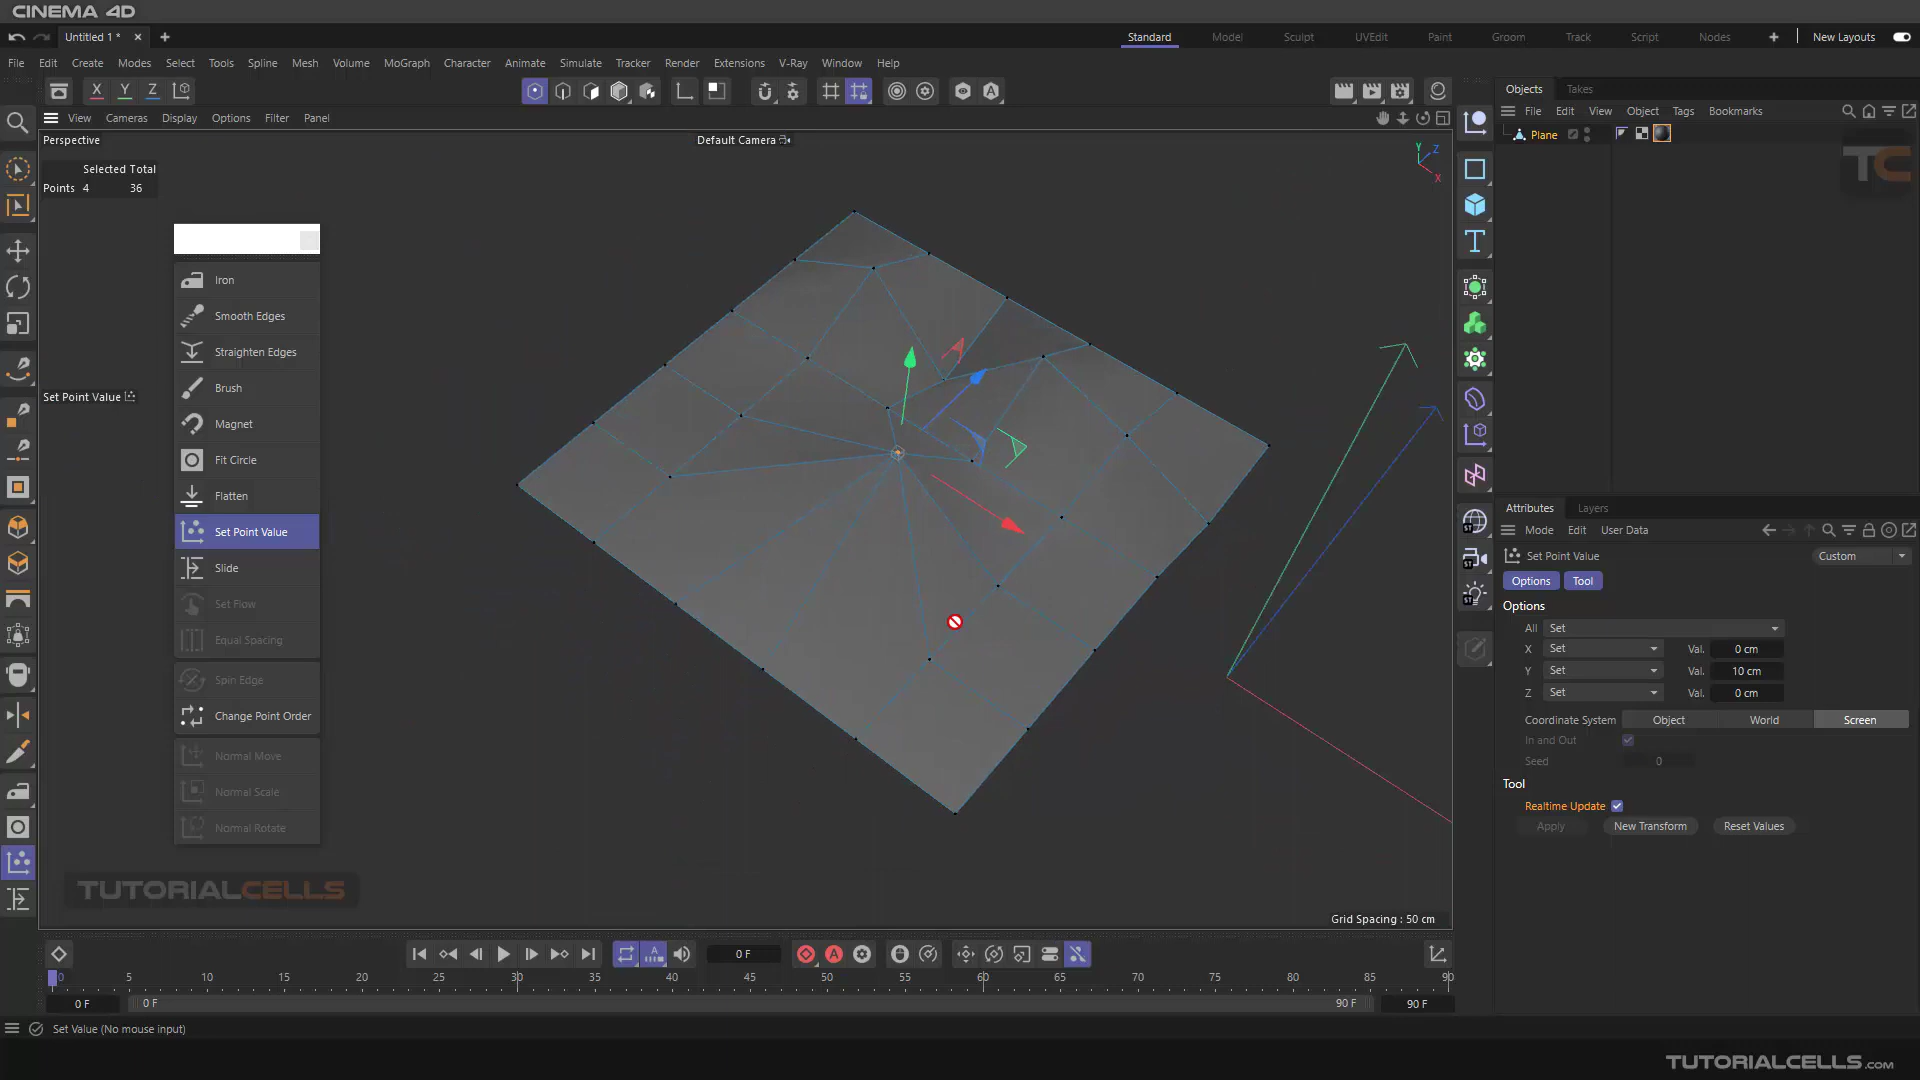 CINEMA 4D
Untitled 1 *
Standard
Model
Sculpt
UVEdit
Paint
Groom
Track
Script
Nodes
New Layouts
File
Edit
Create
Modes
Select
Tools
Spline
Mesh
Volume
MoGraph
Character
Animate
Simulate
Tracker
Render
Extensions
V-Ray
Window
Help
X
Y
Z
Objects
Takes
View
Cameras
Display
Options
Filter
Panel
File
Edit
View
Object
Tags
Bookmarks
Perspective
Default Camera
Plane
TC
Selected Total
Points 4 36
Y
Z
X
Iron
Smooth Edges
Straighten Edges
Brush
Set Point Value
Magnet
Fit Circle
Flatten
Set Point Value
Slide
Set Flow
Equal Spacing
Spin Edge
Change Point Order
Normal Move
Normal Scale
Normal Rotate
Attributes
Layers
Mode
Edit
User Data
Set Point Value
Custom
Options
Tool
Options
All Set
X Set Val. 0 cm
Y Set Val. 10 cm
Z Set Val. 0 cm
Coordinate System Object World Screen
In and Out
Seed 0
Tool
Realtime Update
Apply New Transform Reset Values
TUTORIALCELLS
Grid Spacing : 50 cm
0 F
0 5 10 15 20 25 30 35 40 45 50 55 60 65 70 75 80 85 90
0 F 0 F 90 F 90 F
Set Value (No mouse input)
TUTORIALCELLS.COM